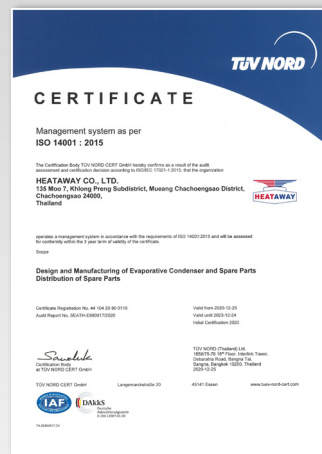 TÜV NORD
CERTIFICATE
Management system as per
ISO 14001 : 2015
The Certification Body TÜV NORD CERT GmbH hereby confirms as a result of the audit,
assessment and certification decision according to ISO/IEC 17021-1:2015, that the organization
HEATAWAY CO., LTD.
135 Moo 7, Khlong Preng Subdistrict, Mueang Chachoengsao District,
Chachoengsao 24000,
Thailand
HEATAWAY
operates a management system in accordance with the requirements of ISO 14001:2015 and will be assessed
for conformity within the 3 year term of validity of the certificate.
Scope
Design and Manufacturing of Evaporative Condenser and Spare Parts
Distribution of Spare Parts
Certificate Registration No. 44 104 20 80 0110
Audit Report No.
Valid from 2020-12-25
Valid until 2023-12-24
Initial Certification 2020
at TÜV NORD CERT GmbH
TÜV NORD (Thailand) Ltd.
1858/75-76 16th Floor, Interlink Tower,
Debaratna Road, Bangna Tai,
Bangna, Bangkok 10260, Thailand
2020-12-25
TÜV NORD CERT GmbH
Langemarckstraße 20
45141 Essen
www.tuev-nord-cert.com
IAF
DAkkS
Deutsche
Akkreditierungsstelle